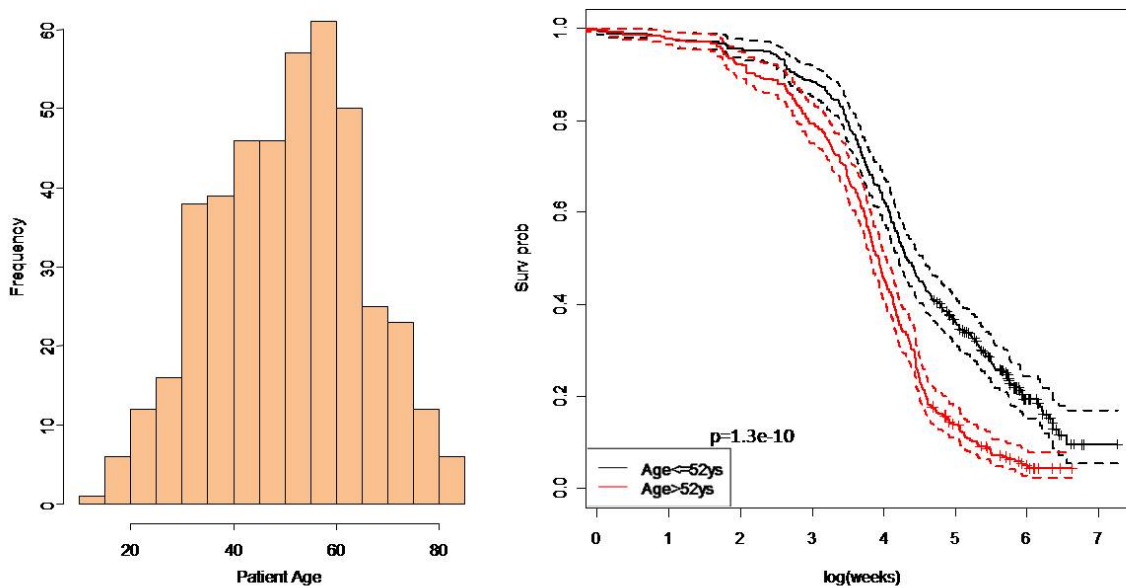 60
50
40
30
20
10
0
Frequency
20 40 60 80
Patient Age
1.0
0.8
0.6
0.4
0.2
0.0
Surv prob
p=1.3e-10
Age<=52ys
Age>52ys
0 1 2 3 4 5 6 7
log(weeks)